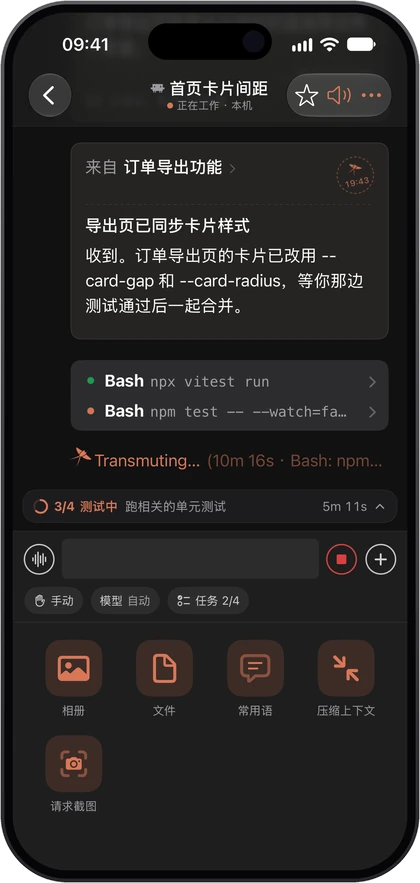 09:41
首页卡片间距
正在工作 · 本机
来自 订单导出功能
19:43
导出页已同步卡片样式
收到。订单导出页的卡片已改用 --
card-gap 和 --card-radius，等你那边
测试通过后一起合并。
Bash npx vitest run
Bash npm test -- --watch=fa…
Transmuting… (10m 16s · Bash: npm…
3/4 测试中 跑相关的单元测试 5m 11s
手动 模型 自动 任务 2/4
相册 文件 常用语 压缩上下文
请求截图